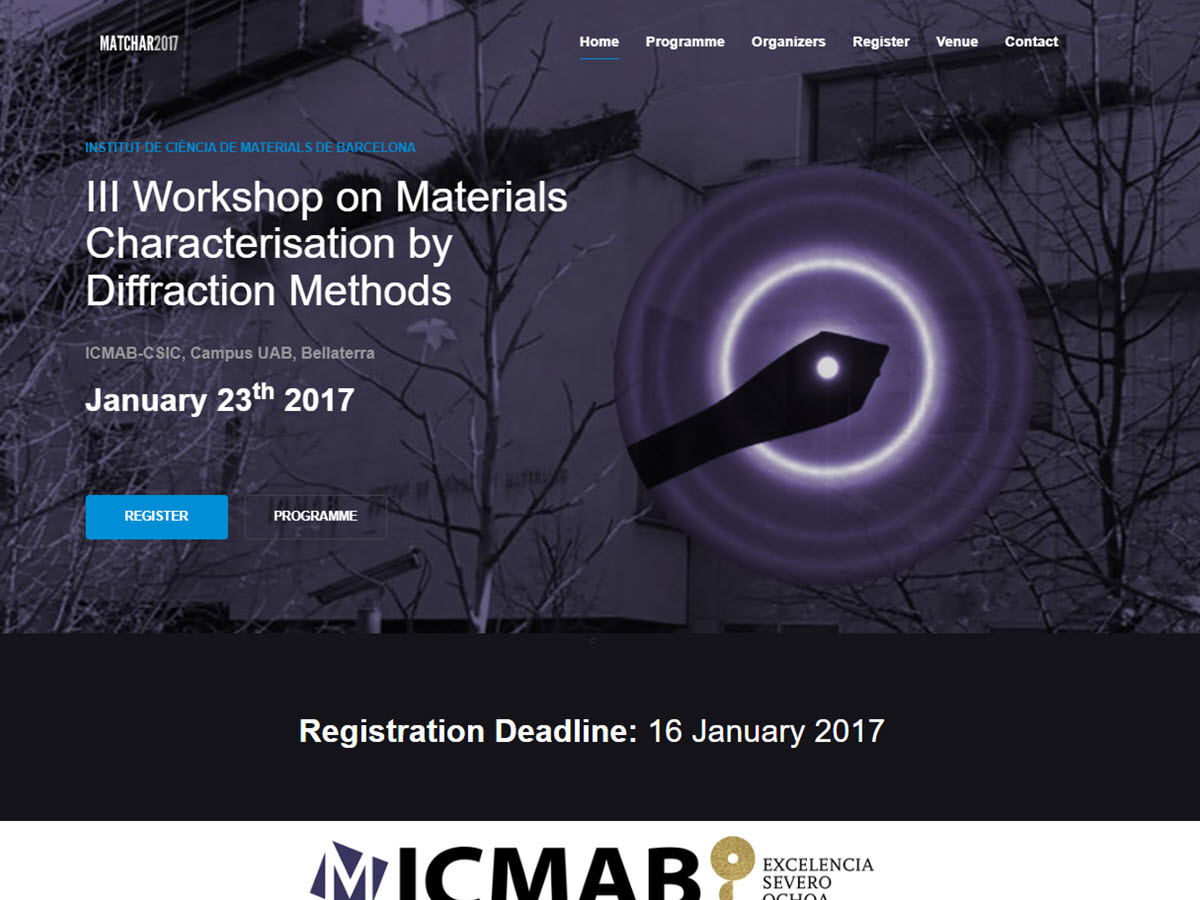 MATCHAR2017
Home Programme Organizers Register Venue Contact
INSTITUT DE CIÈNCIA DE MATERIALS DE BARCELONA
III Workshop on Materials
Characterisation by
Diffraction Methods
ICMAB-CSIC, Campus UAB, Bellaterra
January 23th 2017
REGISTER PROGRAMME
<
Registration Deadline: 16 January 2017
ICMAB
EXCELENCIA
SEVERO
OCHOA